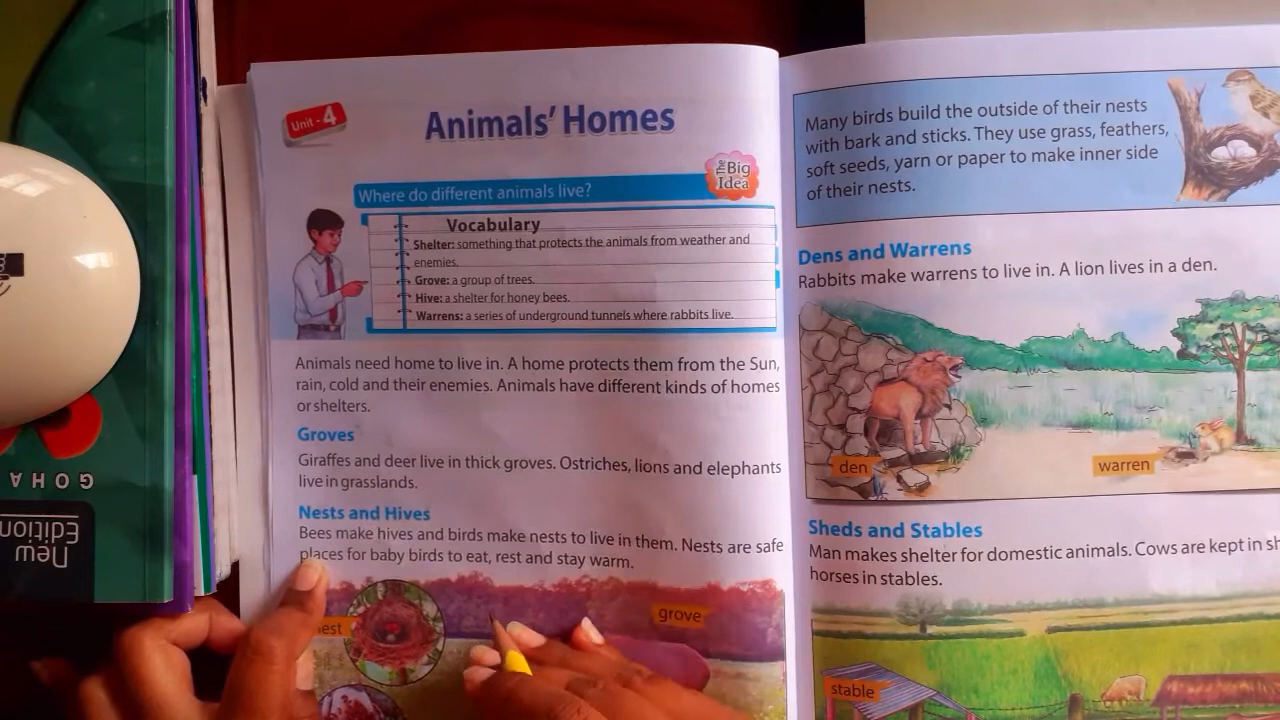 Unit - 4
Animals' Homes
The Big
Idea
Where do different animals live?
Vocabulary
Shelter: something that protects the animals from weather and
enemies.
Grove: a group of trees.
Hive: a shelter for honey bees.
Warrens: a series of underground tunnels where rabbits live.
Animals need home to live in. A home protects them from the Sun,
rain, cold and their enemies. Animals have different kinds of homes
or shelters.
Groves
Giraffes and deer live in thick groves. Ostriches, lions and elephants
live in grasslands.
Nests and Hives
Bees make hives and birds make nests to live in them. Nests are safe
places for baby birds to eat, rest and stay warm.
grove
Many birds build the outside of their nests
with bark and sticks. They use grass, feathers,
soft seeds, yarn or paper to make inner side
of their nests.
Dens and Warrens
Rabbits make warrens to live in. A lion lives in a den.
den
warren
Sheds and Stables
Man makes shelter for domestic animals. Cows are kept in
horses in stables.
stable
GOHA
New
Edition